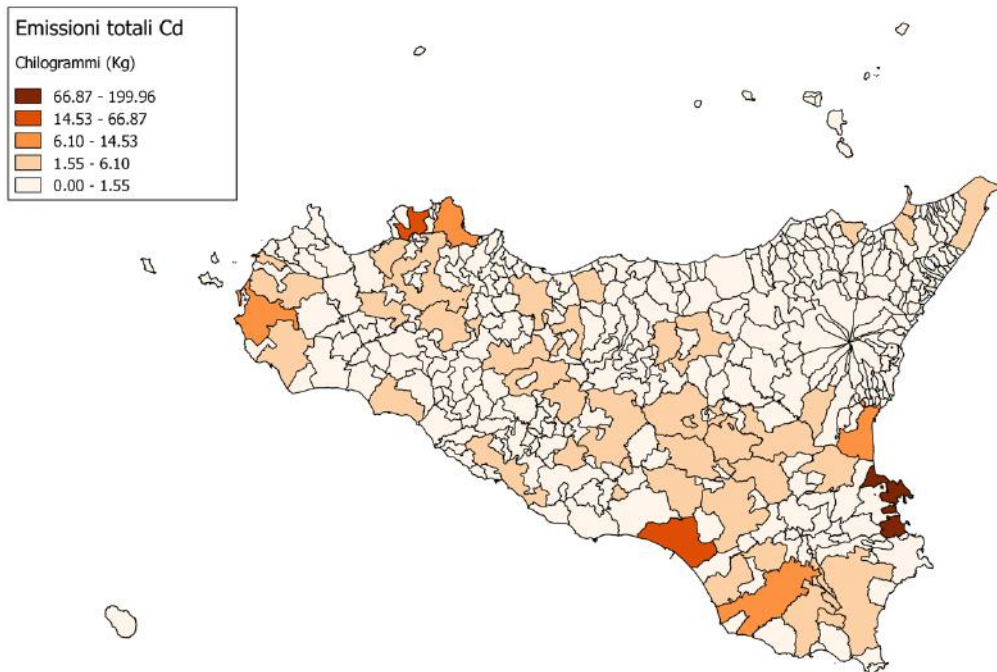 Emissioni totali Cd
Chilogrammi (Kg)
66.87 - 199.96
14.53 - 66.87
6.10 - 14.53
1.55 - 6.10
0.00 - 1.55